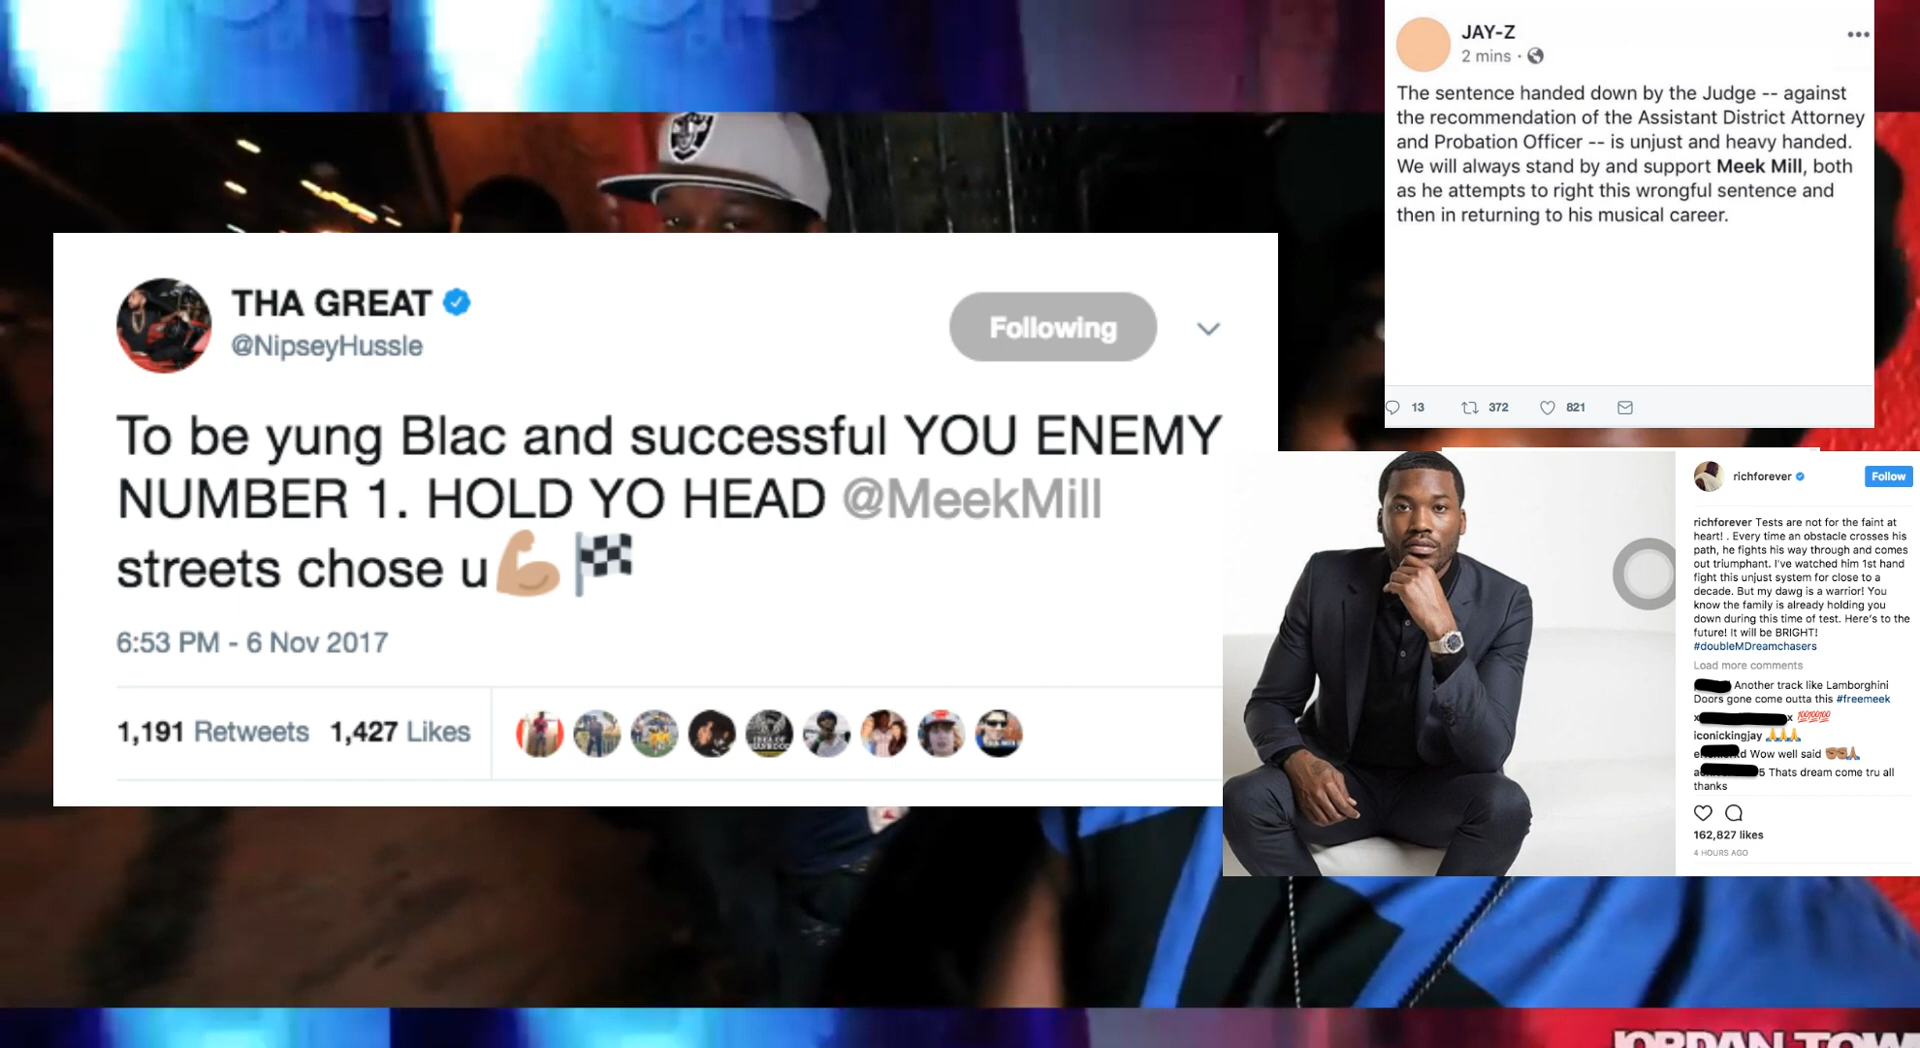 THA GREAT
@NipseyHussle
Following
To be yung Blac and successful YOU ENEMY
NUMBER 1. HOLD YO HEAD @MeekMill
streets chose u💪🏼🏁
6:53 PM - 6 Nov 2017
1,191 Retweets 1,427 Likes
JAY-Z
2 mins ·
The sentence handed down by the Judge -- against
the recommendation of the Assistant District Attorney
and Probation Officer -- is unjust and heavy handed.
We will always stand by and support Meek Mill, both
as he attempts to right this wrongful sentence and
then in returning to his musical career.
13 372 821
richforever
Follow
richforever Tests are not for the faint at
heart! . Every time an obstacle crosses his
path, he fights his way through and comes
out triumphant. I've watched him 1st hand
fight this unjust system for close to a
decade. But my dawg is a warrior! You
know the family is already holding you
down during this time of test. Here's to the
future! It will be BRIGHT!
#doubleMDreamchasers
Load more comments
Another track like Lamborghini
Doors gone come outta this #freemeek
x 💯💯💯
iconickingjay 🙏🙏🙏
Wow well said
5 Thats dream come tru all
thanks
162,827 likes
4 HOURS AGO
JORDAN TOW